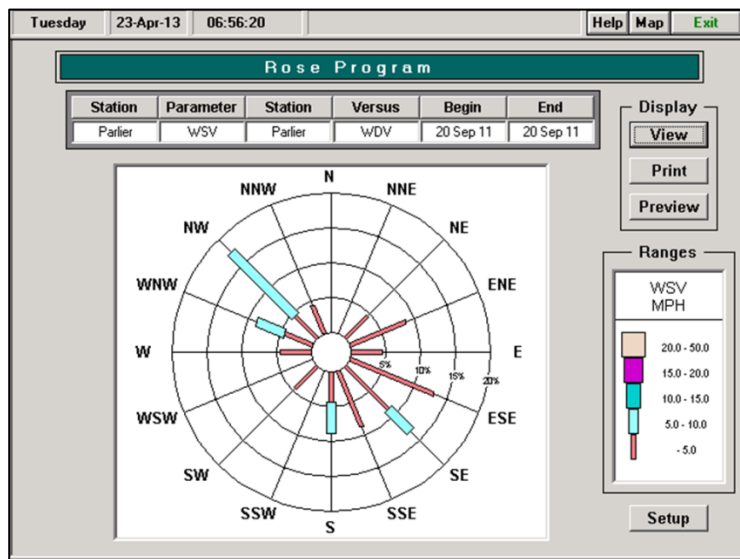 Tuesday 23-Apr-13 06:56:20 Help Map Exit
Rose Program
Station Parameter Station Versus Begin End
Parlier WSV Parlier WDV 20 Sep 11 20 Sep 11
Display
View
Print
Preview
N
NNW NNE
NW NE
WNW ENE
W E
5% 10% 15% 20%
WSW ESE
SW SE
SSW SSE
S
Ranges
WSV
MPH
20.0 - 50.0
15.0 - 20.0
10.0 - 15.0
5.0 - 10.0
- 5.0
Setup